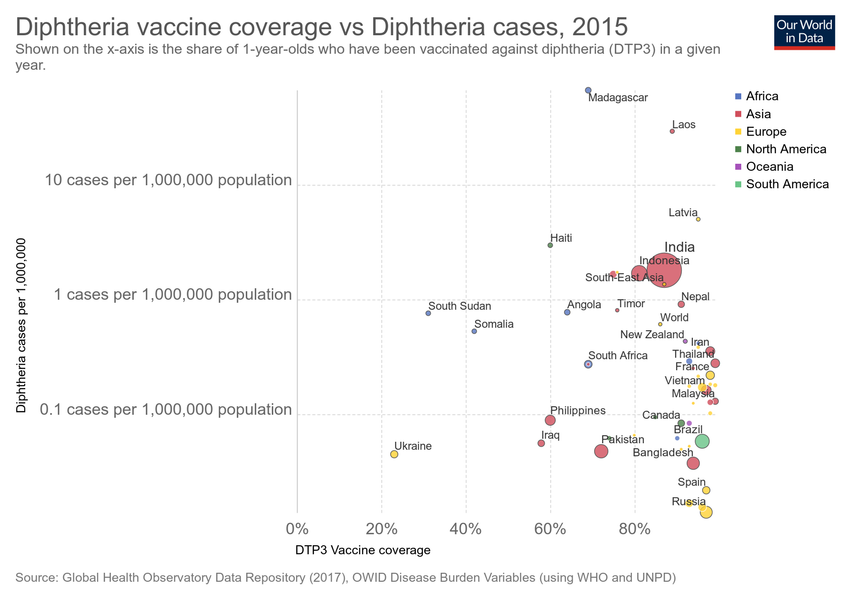 Diphtheria vaccine coverage vs Diphtheria cases, 2015
Shown on the x-axis is the share of 1-year-olds who have been vaccinated against diphtheria (DTP3) in a given
year.
Our World
in Data
Africa
Asia
Europe
North America
Oceania
South America
Diphtheria cases per 1,000,000
10 cases per 1,000,000 population
1 cases per 1,000,000 population
0.1 cases per 1,000,000 population
Madagascar
Laos
Latvia
Haiti
India
Indonesia
South-East Asia
Nepal
South Sudan
Angola
Timor
Somalia
World
New Zealand
Iran
South Africa
Thailand
France
Vietnam
Malaysia
Philippines
Canada
Iraq
Pakistan
Brazil
Ukraine
Bangladesh
Spain
Russia
0%
20%
40%
60%
80%
DTP3 Vaccine coverage
Source: Global Health Observatory Data Repository (2017), OWID Disease Burden Variables (using WHO and UNPD)